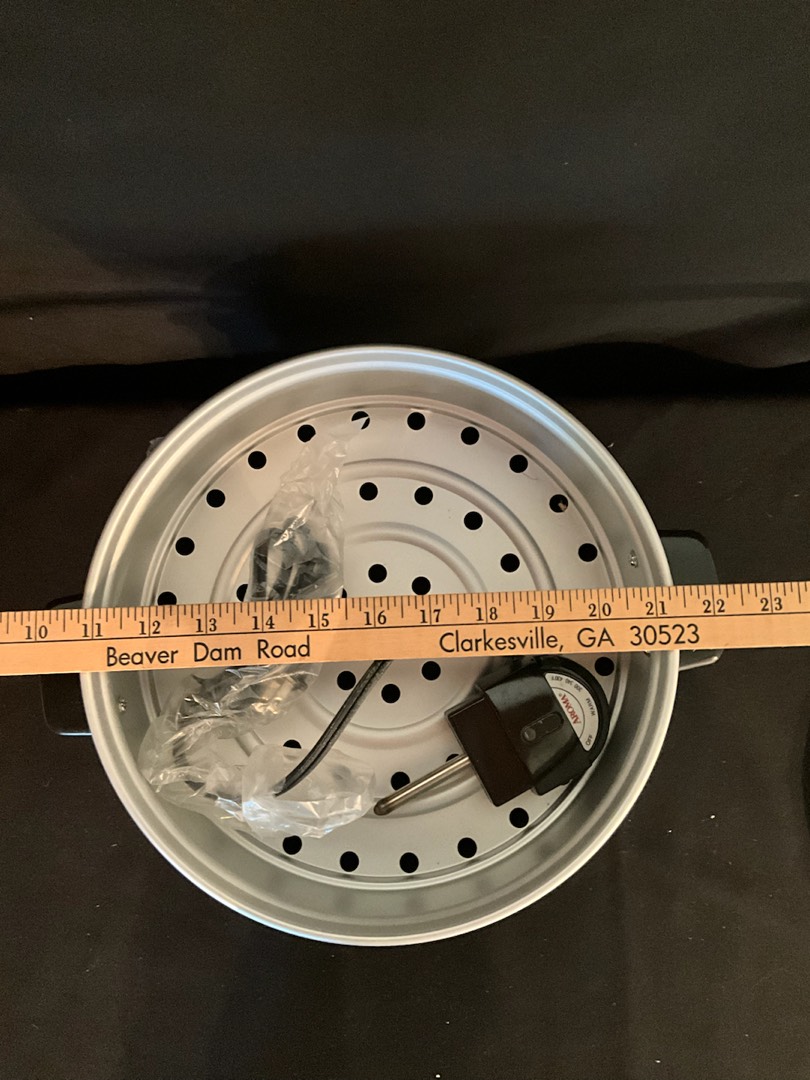 10 11 12 13 14 15 16 17 18 19 20 21 22 23
Beaver Dam Road Clarkesville, GA 30523
AROMA
WARM